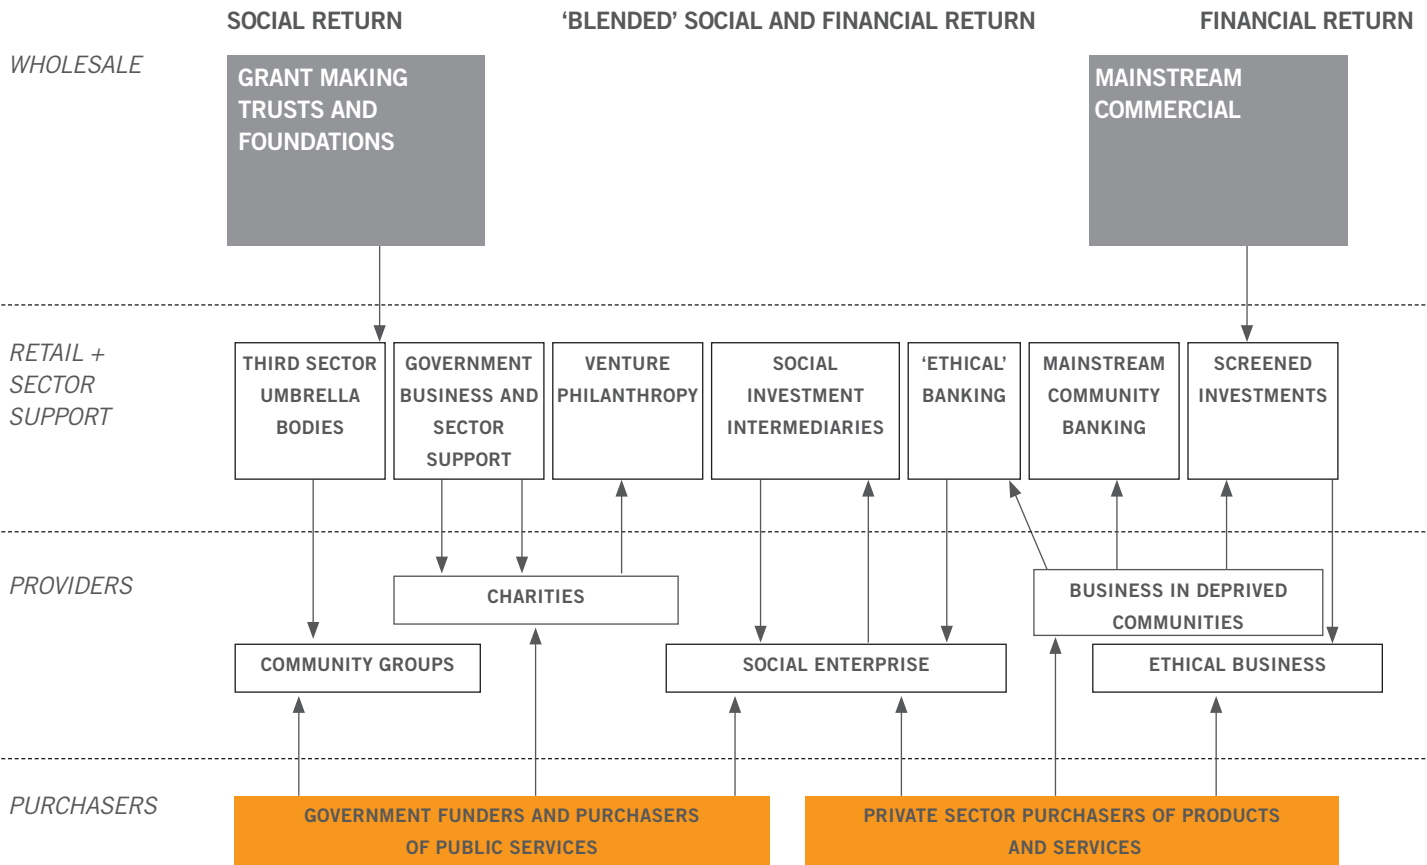 SOCIAL RETURN
‘BLENDED’ SOCIAL AND FINANCIAL RETURN
FINANCIAL RETURN
WHOLESALE
GRANT MAKING
TRUSTS AND
FOUNDATIONS
MAINSTREAM
COMMERCIAL
RETAIL +
SECTOR
SUPPORT
THIRD SECTOR
UMBRELLA
BODIES
GOVERNMENT
BUSINESS AND
SECTOR
SUPPORT
VENTURE
PHILANTHROPY
SOCIAL
INVESTMENT
INTERMEDIARIES
‘ETHICAL’
BANKING
MAINSTREAM
COMMUNITY
BANKING
SCREENED
INVESTMENTS
PROVIDERS
CHARITIES
BUSINESS IN DEPRIVED
COMMUNITIES
COMMUNITY GROUPS
SOCIAL ENTERPRISE
ETHICAL BUSINESS
PURCHASERS
GOVERNMENT FUNDERS AND PURCHASERS
OF PUBLIC SERVICES
PRIVATE SECTOR PURCHASERS OF PRODUCTS
AND SERVICES